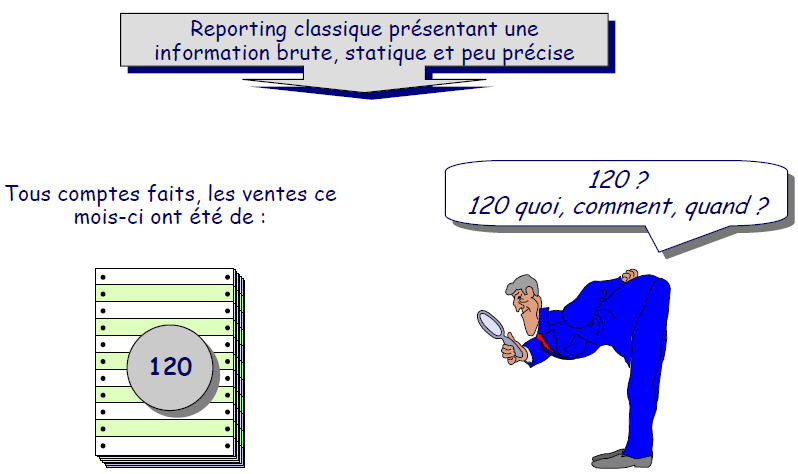 Reporting classique présentant une
information brute, statique et peu précise
Tous comptes faits, les ventes ce
mois-ci ont été de :
120 ?
120 quoi, comment, quand ?
120